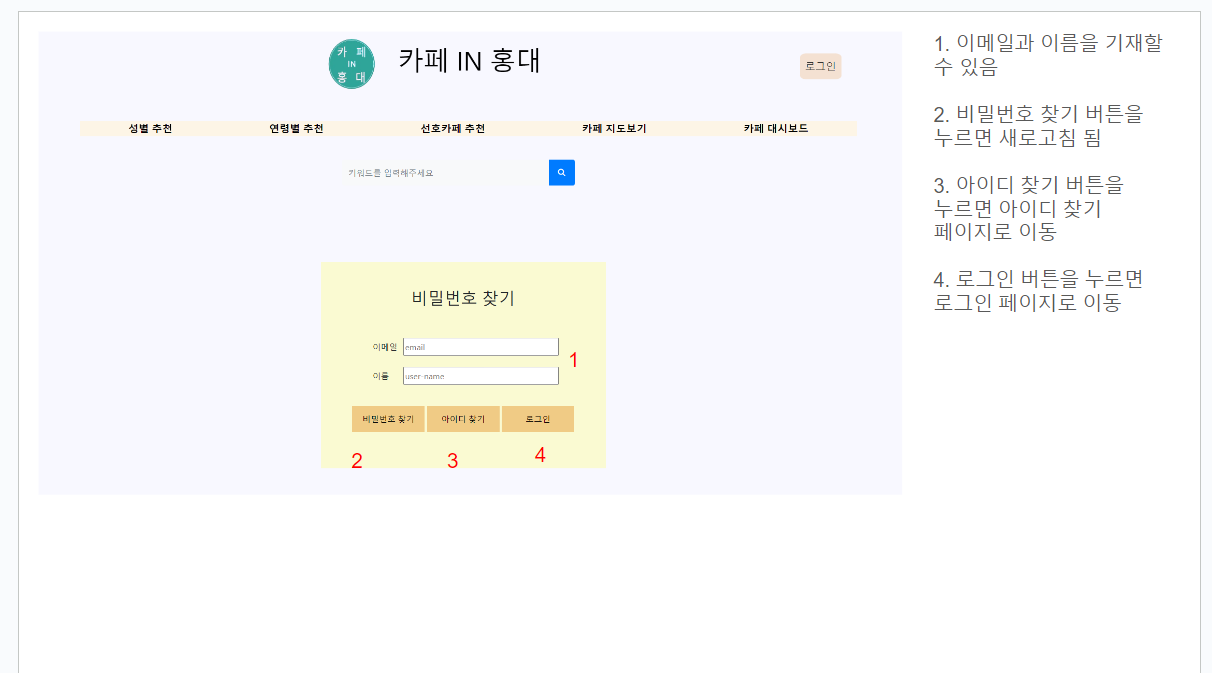 카 페
IN
홍 대
카페 IN 홍대
로그인
성별 추천 연령별 추천 선호카페 추천 카페 지도보기 카페 대시보드
키워드를 입력해주세요
비밀번호 찾기
이메일 email
1
이름 user-name
비밀번호 찾기 아이디 찾기 로그인
2 3 4
1. 이메일과 이름을 기재할
수 있음
2. 비밀번호 찾기 버튼을
누르면 새로고침 됨
3. 아이디 찾기 버튼을
누르면 아이디 찾기
페이지로 이동
4. 로그인 버튼을 누르면
로그인 페이지로 이동